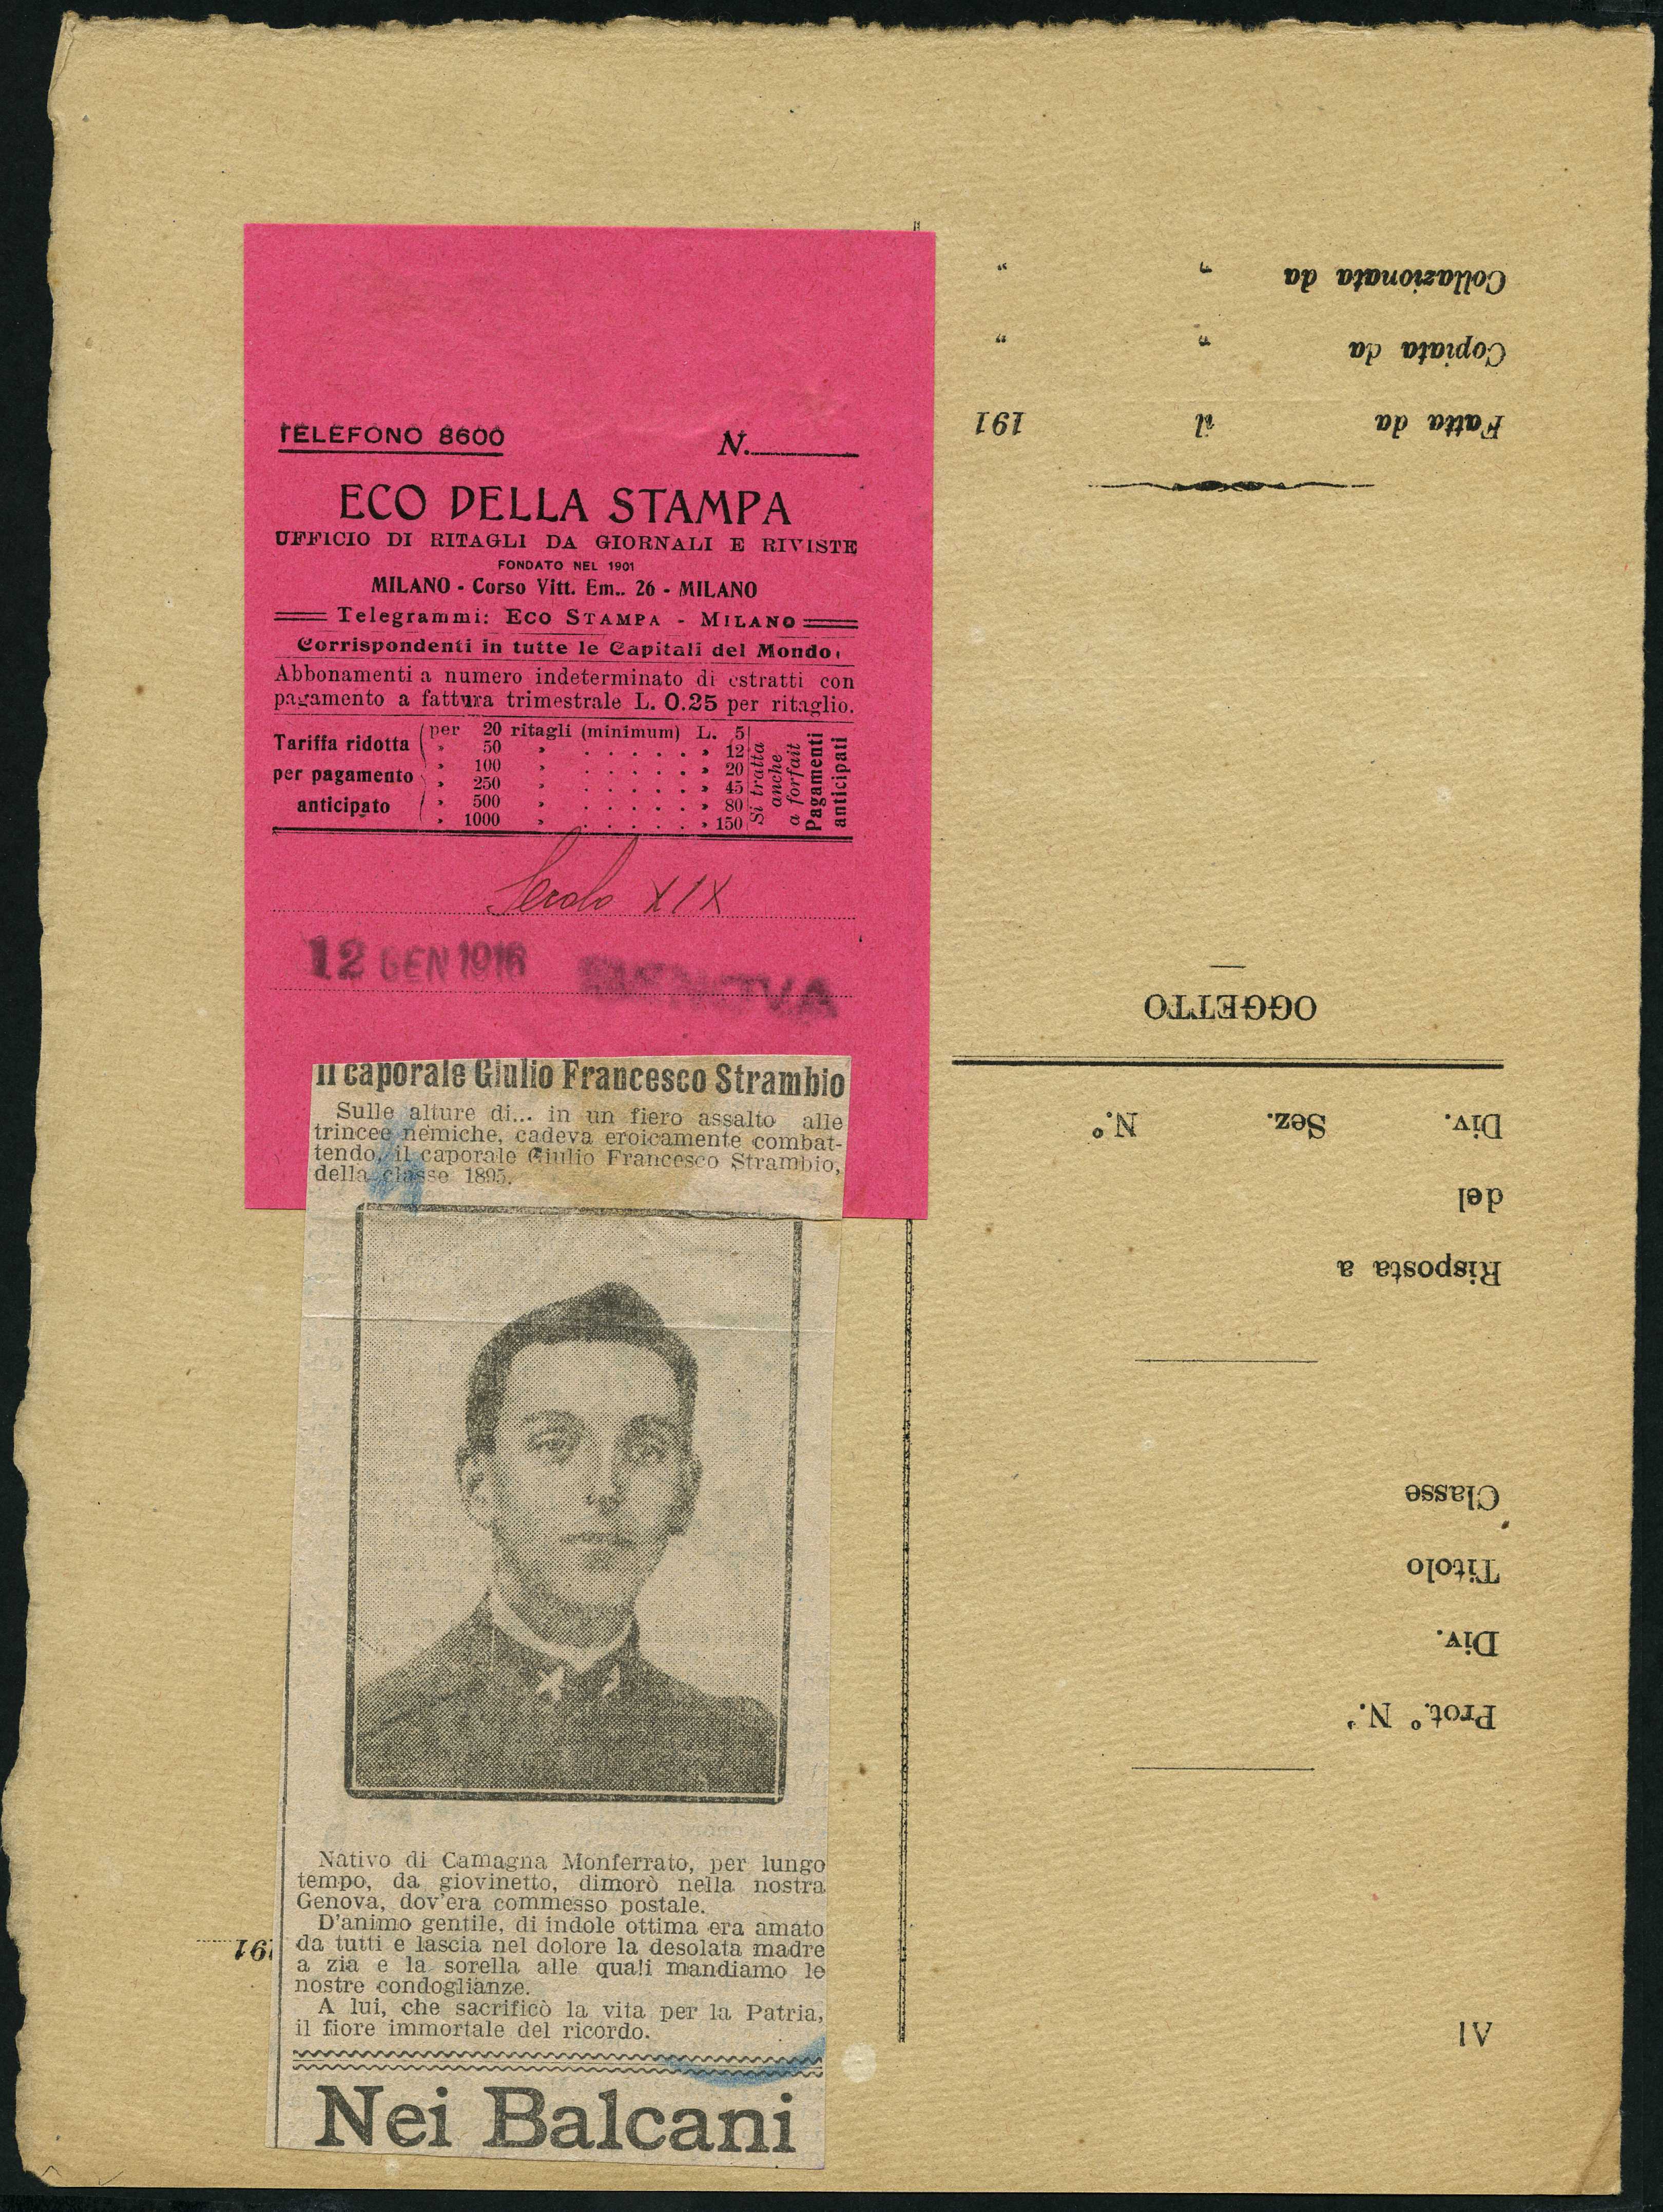 TELEFONO 8600
N.
ECO DELLA STAMPA
UFFICIO DI RITAGLI DA GIORNALI E RIVISTE
FONDATO NEL 1901
MILANO - Corso Vitt. Em.. 26 - MILANO
Telegrammi: ECO STAMPA - MILANO
Corrispondenti in tutte le Capitali del Mondo.
Abbonamenti a numero indeterminato di estratti con
pagamento a fattura trimestrale L. 0.25 per ritaglio.
Tariffa ridotta
per pagamento
anticipato
per 20 ritagli (minimum) L. 5
» 50 » . . . . . . » 12
» 100 » . . . . . . » 20
» 250 » . . . . . . » 45
» 500 » . . . . . . » 80
» 1000 » . . . . . . » 150
Si tratta
anche
a forfait
Pagamenti
anticipati
Secolo XIX
12 GEN 1916 GENOVA
Il caporale Giulio Francesco Strambio
Sulle alture di... in un fiero assalto alle
trincee nemiche, cadeva eroicamente combat-
tendo, il caporale Giulio Francesco Strambio,
della classe 1895.
Nativo di Camagna Monferrato, per lungo
tempo, da giovinetto, dimorò nella nostra
Genova, dov'era commesso postale.
D'animo gentile, di indole ottima era amato
da tutti e lascia nel dolore la desolata madre
a zia e la sorella alle quali mandiamo le
nostre condoglianze.
A lui, che sacrificò la vita per la Patria,
il fiore immortale del ricordo.
Nei Balcani
191
Al
Prot.° N.°
Div.
Titolo
Classe
Risposta a
del
Div. Sez. N.°
OGGETTO
Fatta da il 191
Copiata da " "
Collazionata da " "